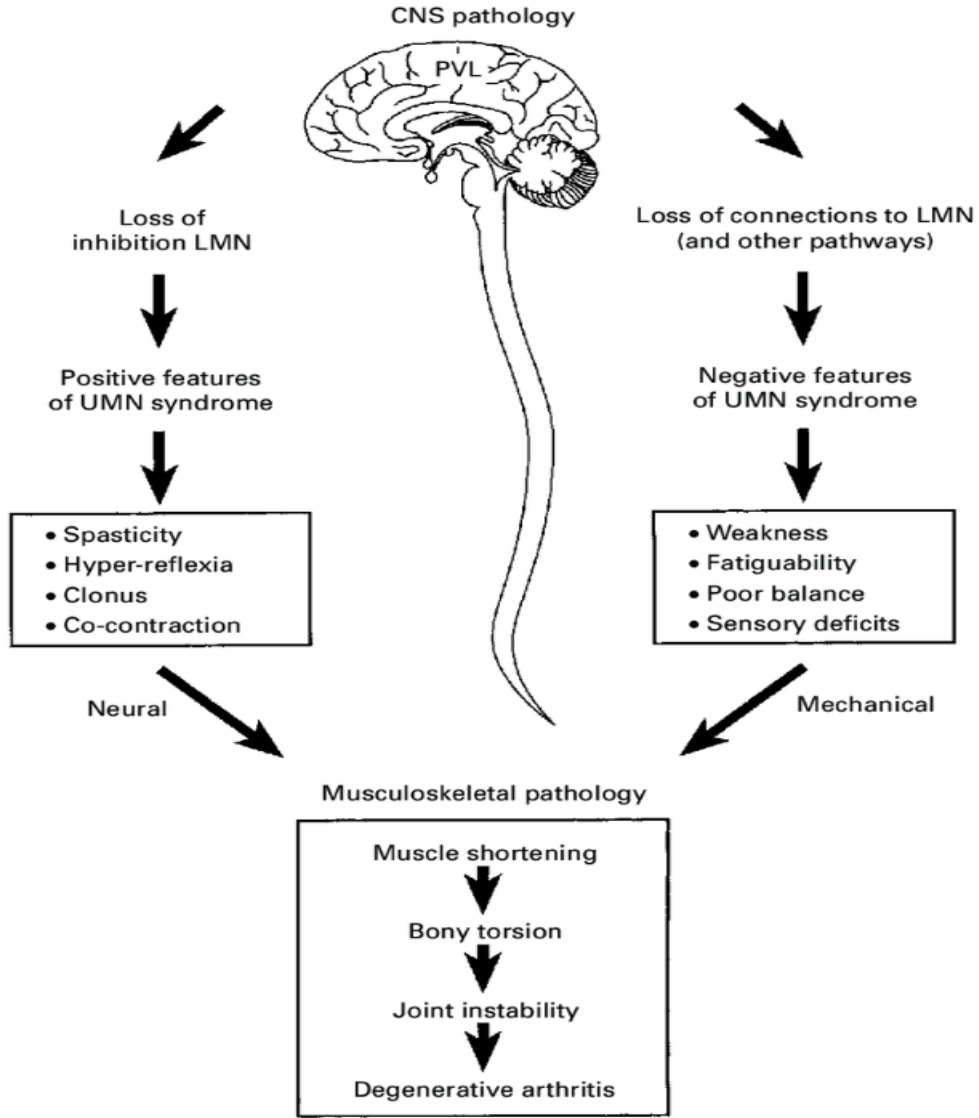 CNS pathology
PVL
Loss of
inhibition LMN
Positive features
of UMN syndrome
• Spasticity
• Hyper-reflexia
• Clonus
• Co-contraction
Neural
Loss of connections to LMN
(and other pathways)
Negative features
of UMN syndrome
• Weakness
• Fatiguability
• Poor balance
• Sensory deficits
Mechanical
Musculoskeletal pathology
Muscle shortening
Bony torsion
Joint instability
Degenerative arthritis